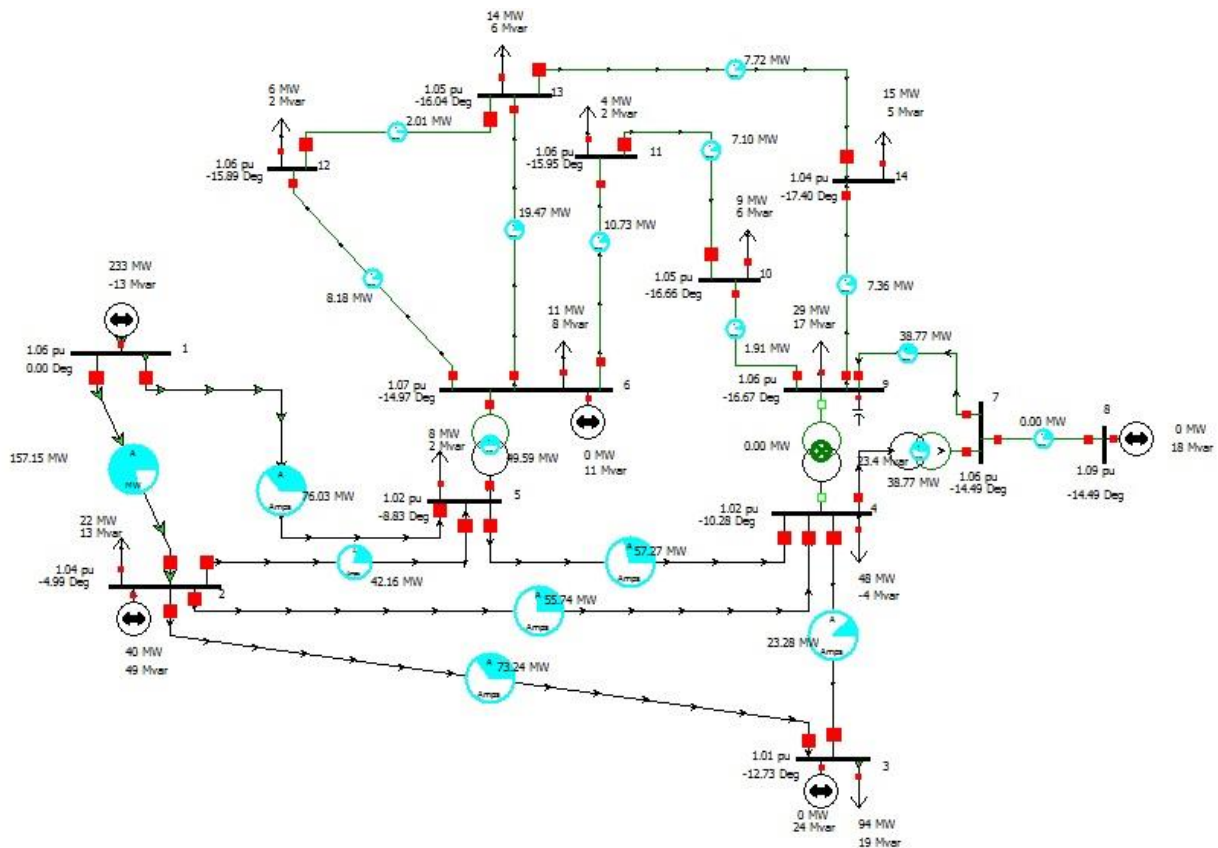 14 MW
6 Mvar
1.05 pu
-16.04 Deg
13
7.72 MW
6 MW
2 Mvar
2.01 MW
4 MW
2 Mvar
15 MW
5 Mvar
1.06 pu
-15.89 Deg
12
1.06 pu
-15.95 Deg
11
7.10 MW
1.04 pu
-17.40 Deg
14
19.47 MW
10.73 MW
9 MW
6 Mvar
8.18 MW
1.05 pu
-16.66 Deg
10
7.36 MW
233 MW
-13 Mvar
1.06 pu
0.00 Deg
1
11 MW
8 Mvar
29 MW
17 Mvar
1.91 MW
38.77 MW
1.07 pu
-14.97 Deg
6
1.06 pu
-16.67 Deg
9
7
0.00 MW
8
0 MW
18 Mvar
157.15 MW
A
MW
A
Amps
76.03 MW
8 MW
2 Mvar
49.59 MW
0 MW
11 Mvar
0.00 MW
23.4 Mvar
38.77 MW
1.06 pu
-14.49 Deg
1.09 pu
-14.49 Deg
1.02 pu
-8.83 Deg
5
1.02 pu
-10.28 Deg
4
22 MW
13 Mvar
42.16 MW
A
Amps
57.27 MW
48 MW
-4 Mvar
1.04 pu
-4.99 Deg
2
A
Amps
55.74 MW
23.28 MW
A
Amps
40 MW
49 Mvar
A
Amps
73.24 MW
1.01 pu
-12.73 Deg
3
0 MW
24 Mvar
94 MW
19 Mvar